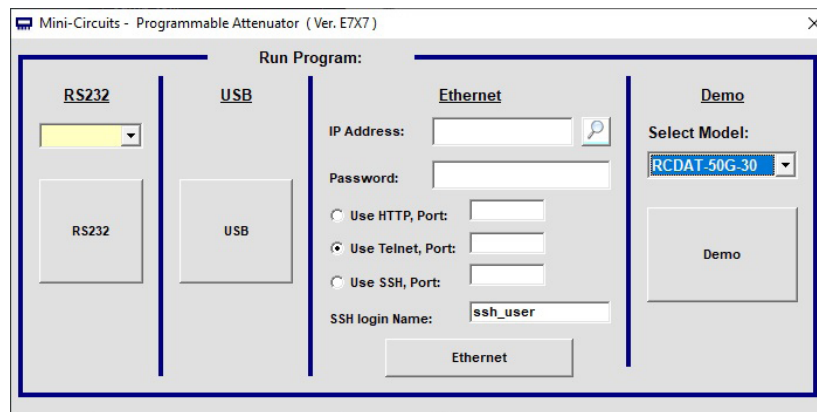 Mini-Circuits - Programmable Attenuator ( Ver. E7X7 )
Run Program:
RS232
RS232
USB
USB
Ethernet
IP Address:
Password:
Use HTTP, Port:
Use Telnet, Port:
Use SSH, Port:
SSH login Name: ssh_user
Ethernet
Demo
Select Model:
RCDAT-50G-30
Demo